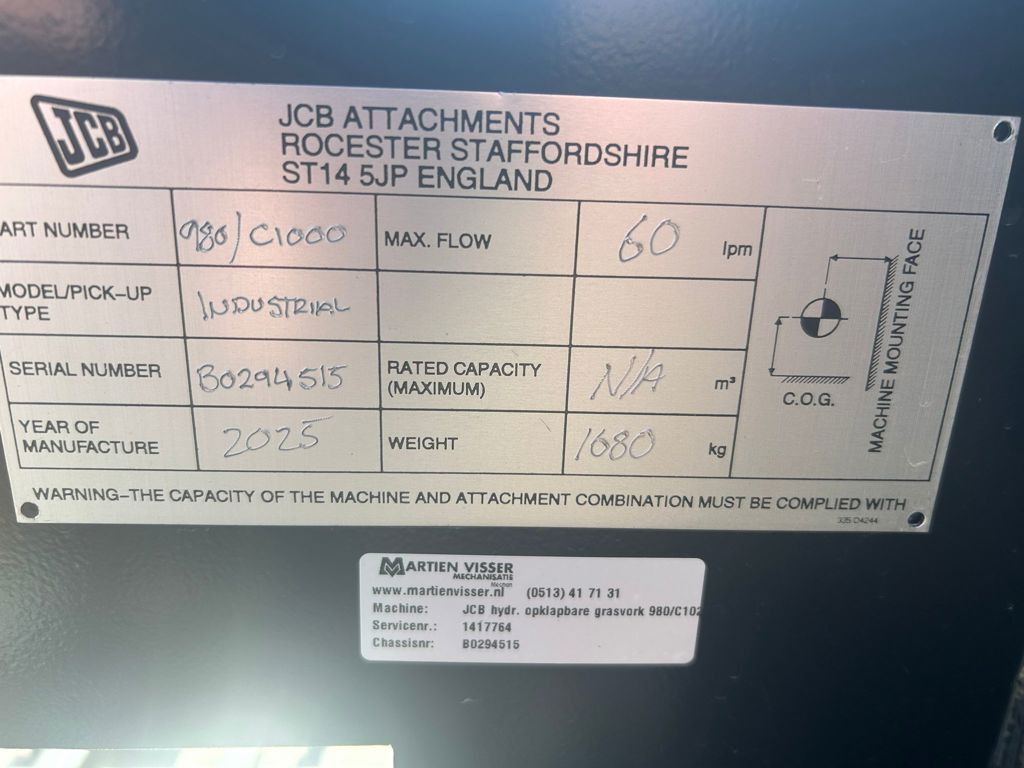 JCB
JCB ATTACHMENTS
ROCESTER STAFFORDSHIRE
ST14 5JP ENGLAND
ART NUMBER 980/C1000 MAX. FLOW 60 lpm
MODEL/PICK-UP
TYPE INDUSTRIAL
SERIAL NUMBER B0294515 RATED CAPACITY
(MAXIMUM) N/A m³
YEAR OF
MANUFACTURE 2025 WEIGHT 1680 kg
C.O.G.
MACHINE MOUNTING FACE
WARNING-THE CAPACITY OF THE MACHINE AND ATTACHMENT COMBINATION MUST BE COMPLIED WITH
335 D4244
MARTIEN VISSER
MECHANISATIE
www.martienvisser.nl (0513) 41 71 31
Machine: JCB hydr. opklapbare grasvork 980/C102
Servicenr.: 1417764
Chassisnr: B0294515